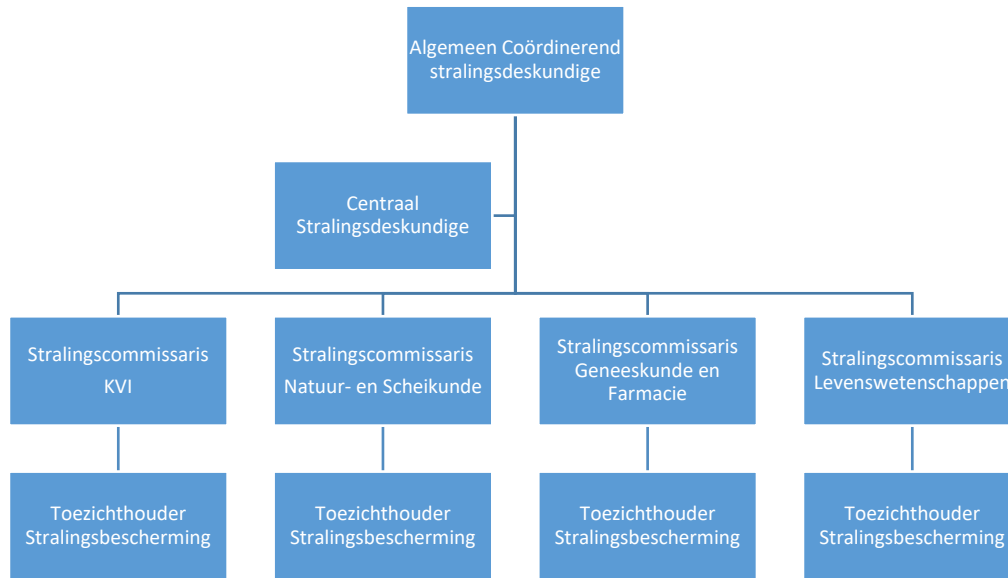 Algemeen Coördinerend
stralingsdeskundige
Centraal
Stralingsdeskundige
Stralingscommissaris
KVI
Stralingscommissaris
Natuur- en Scheikunde
Stralingscommissaris
Geneeskunde en
Farmacie
Stralingscommissaris
Levenswetenschappen
Toezichthouder
Stralingsbescherming
Toezichthouder
Stralingsbescherming
Toezichthouder
Stralingsbescherming
Toezichthouder
Stralingsbescherming